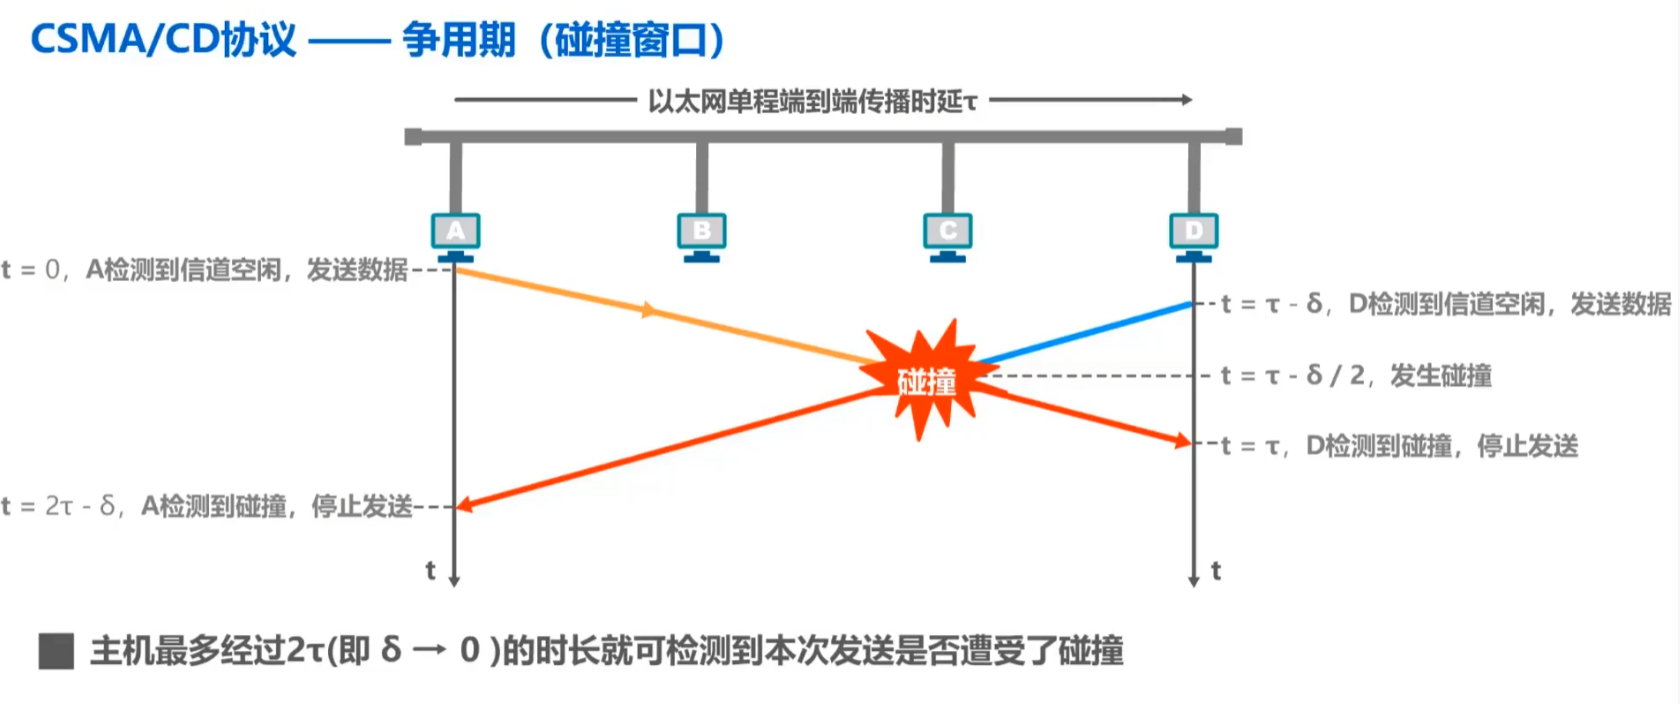 CSMA/CD协议 —— 争用期（碰撞窗口）
以太网单程端到端传播时延τ
A
B
C
D
t = 0，A检测到信道空闲，发送数据
t = τ - δ，D检测到信道空闲，发送数据
碰撞
t = τ - δ / 2，发生碰撞
t = τ，D检测到碰撞，停止发送
t = 2τ - δ，A检测到碰撞，停止发送
t
t
主机最多经过2τ(即 δ → 0 )的时长就可检测到本次发送是否遭受了碰撞